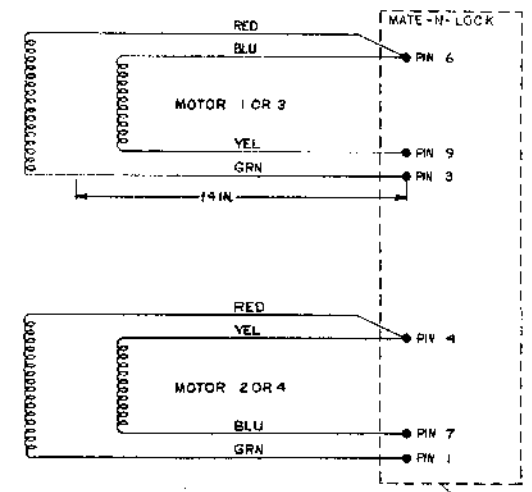 MATE-N-LOCK
RED
BLU
PIN 6
MOTOR 1 OR 3
YEL
PIN 9
GRN
PIN 3
14 IN.
RED
YEL
PIN 4
MOTOR 2 OR 4
BLU
PIN 7
GRN
PIN 1